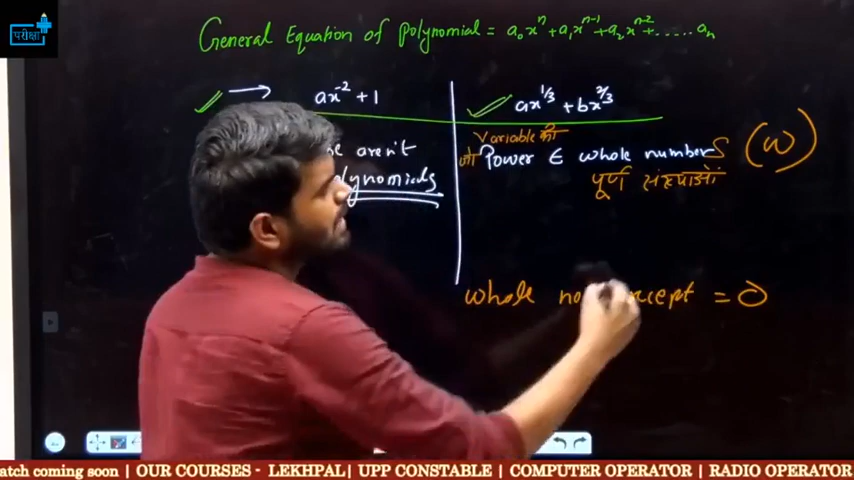 परीक्षा
General Equation of Polynomial = a₀xⁿ + a₁xⁿ⁻¹ + a₂xⁿ⁻² + ..... aₙ
→ ax⁻² + 1
ax^1/3 + bx^2/3
aren't
Polynomials
Variable की
Power ∈ whole numberS (W)
पूर्ण संख्याओं
whole = 0
atch coming soon | OUR COURSES - LEKHPAL| UPP CONSTABLE | COMPUTER OPERATOR | RADIO OPERATOR